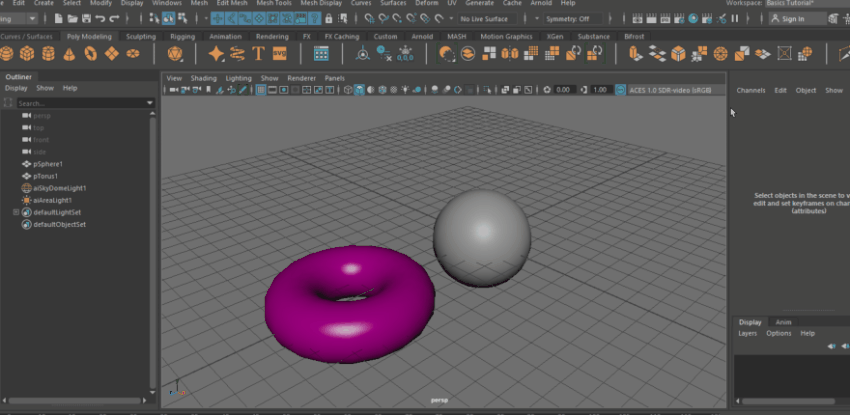 File Edit Create Select Modify Display Windows Mesh Edit Mesh Mesh Tools Mesh Display Curves Surfaces Deform UV Generate Cache Arnold Help Workspace: Basics Tutorial*
No Live Surface Symmetry: Off Sign In
Curves / Surfaces Poly Modeling Sculpting Rigging Animation Rendering FX FX Caching Custom Arnold MASH Motion Graphics XGen Substance Bifrost
T SVG 0,0,0
Outliner
Display Show Help
Search...
persp
top
front
side
pSphere1
pTorus1
aiSkyDomeLight1
aiAreaLight1
defaultLightSet
defaultObjectSet
View Shading Lighting Show Renderer Panels
0.00 1.00 ACES 1.0 SDR-video (sRGB)
persp
Channels Edit Object Show
Select objects in the scene to v
edit and set keyframes on chan
(attributes)
Display Anim
Layers Options Help